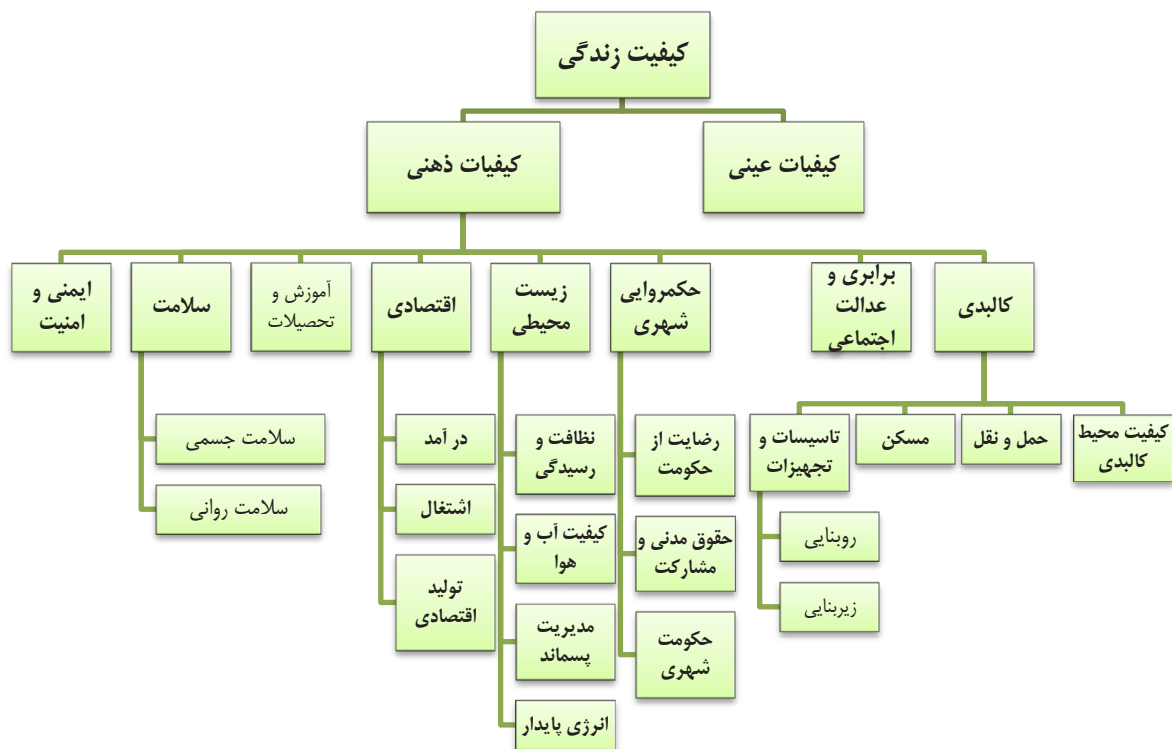 کیفیت زندگی
کیفیات عینی
کیفیات ذهنی
کالبدی
برابری و
عدالت
اجتماعی
حکمروایی
شهری
زیست
محیطی
اقتصادی
آموزش و
تحصیلات
سلامت
ایمنی و
امنیت
کیفیت محیط
کالبدی
حمل و نقل
مسکن
تاسیسات و
تجهیزات
روبنایی
زیربنایی
رضایت از
حکومت
حقوق مدنی و
مشارکت
حکومت
شهری
نظافت و
رسیدگی
کیفیت آب و
هوا
مدیریت
پسماند
انرژی پایدار
در آمد
اشتغال
تولید
اقتصادی
سلامت جسمی
سلامت روانی